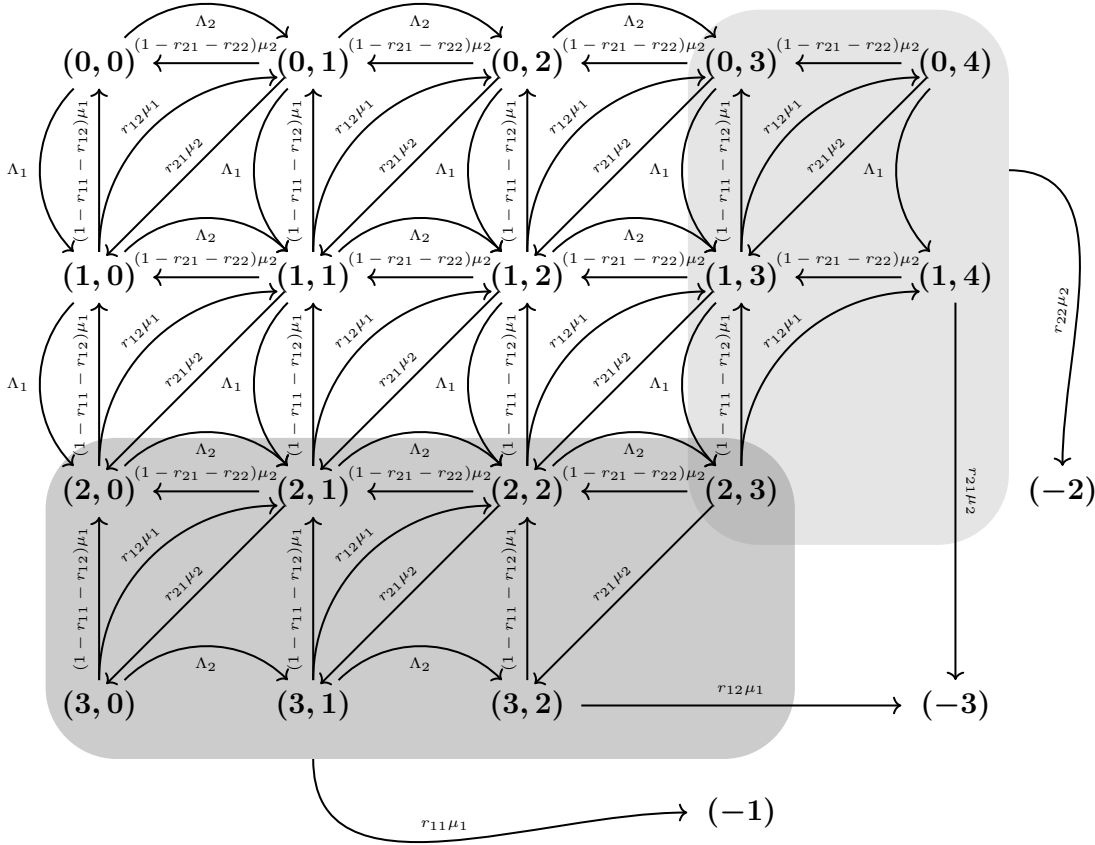 Λ₂ Λ₂ Λ₂
(0, 0) (1 − r₂₁ − r₂₂)μ₂ (0, 1) (1 − r₂₁ − r₂₂)μ₂ (0, 2) (1 − r₂₁ − r₂₂)μ₂ (0, 3) (1 − r₂₁ − r₂₂)μ₂ (0, 4)
Λ₁ (1 − r₁₁ − r₁₂)μ₁ r₁₂μ₁ r₂₁μ₂ Λ₁ (1 − r₁₁ − r₁₂)μ₁ r₁₂μ₁ r₂₁μ₂ Λ₁ (1 − r₁₁ − r₁₂)μ₁ r₁₂μ₁ r₂₁μ₂ Λ₁ (1 − r₁₁ − r₁₂)μ₁ r₁₂μ₁ r₂₁μ₂ Λ₁
Λ₂ Λ₂ Λ₂
(1, 0) (1 − r₂₁ − r₂₂)μ₂ (1, 1) (1 − r₂₁ − r₂₂)μ₂ (1, 2) (1 − r₂₁ − r₂₂)μ₂ (1, 3) (1 − r₂₁ − r₂₂)μ₂ (1, 4)
r₂₂μ₂
Λ₁ (1 − r₁₁ − r₁₂)μ₁ r₁₂μ₁ r₂₁μ₂ Λ₁ (1 − r₁₁ − r₁₂)μ₁ r₁₂μ₁ r₂₁μ₂ Λ₁ (1 − r₁₁ − r₁₂)μ₁ r₁₂μ₁ r₂₁μ₂ Λ₁ (1 − r₁₁ − r₁₂)μ₁ r₁₂μ₁
Λ₂ Λ₂ Λ₂
(2, 0) (1 − r₂₁ − r₂₂)μ₂ (2, 1) (1 − r₂₁ − r₂₂)μ₂ (2, 2) (1 − r₂₁ − r₂₂)μ₂ (2, 3) r₂₁μ₂ (−2)
(1 − r₁₁ − r₁₂)μ₁ r₁₂μ₁ r₂₁μ₂ (1 − r₁₁ − r₁₂)μ₁ r₁₂μ₁ r₂₁μ₂ (1 − r₁₁ − r₁₂)μ₁ r₂₁μ₂
Λ₂ Λ₂
(3, 0) (3, 1) (3, 2) r₁₂μ₁ (−3)
r₁₁μ₁ (−1)